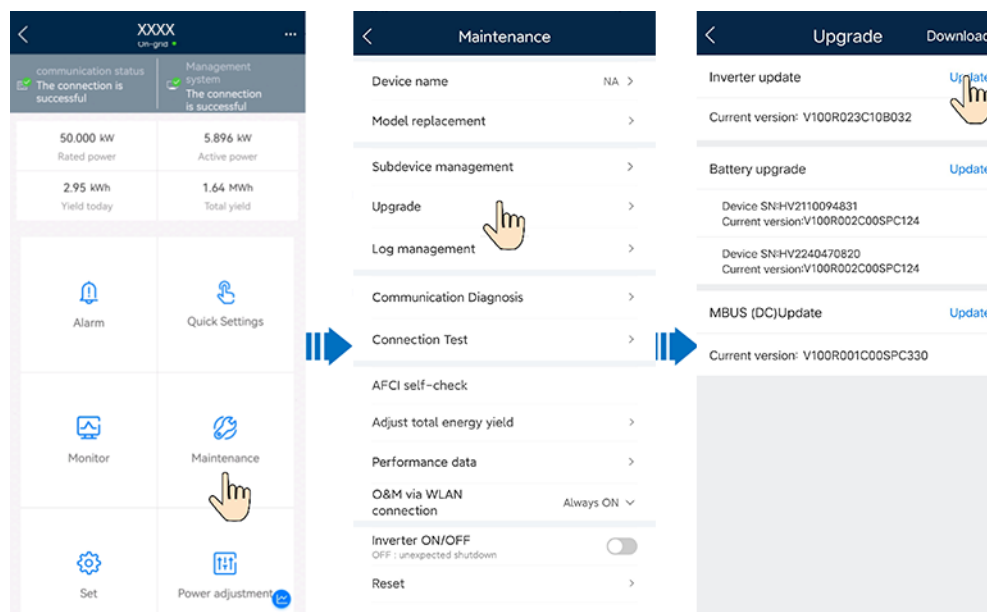 XXXX
On-grid
...
communication status
The connection is
successful
Management
system
The connection
is successful
50.000 kW
Rated power
5.896 kW
Active power
2.95 kWh
Yield today
1.64 MWh
Total yield
Alarm
Quick Settings
Monitor
Maintenance
Set
Power adjustment
Maintenance
Device name NA >
Model replacement >
Subdevice management >
Upgrade >
Log management >
Communication Diagnosis >
Connection Test >
AFCI self-check
Adjust total energy yield >
Performance data >
O&M via WLAN
connection
Always ON
Inverter ON/OFF
OFF : unexpected shutdown
Reset >
Upgrade Download
Inverter update Update
Current version: V100R023C10B032
Battery upgrade Update
Device SN:HV2110094831
Current version:V100R002C00SPC124
Device SN:HV2240470820
Current version:V100R002C00SPC124
MBUS (DC)Update Update
Current version: V100R001C00SPC330